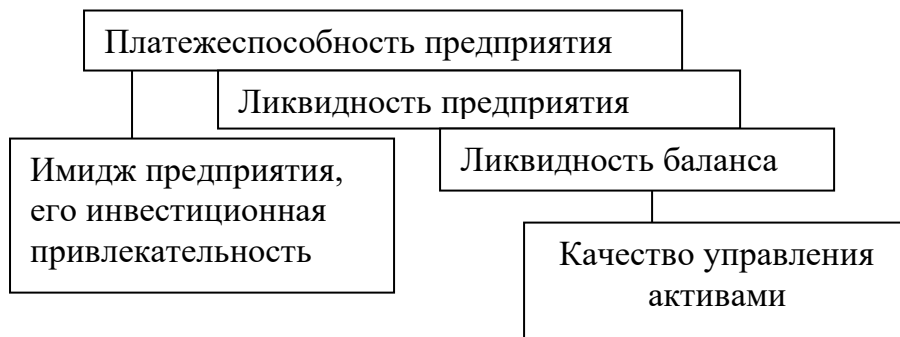 Платежеспособность предприятия
Ликвидность предприятия
Ликвидность баланса
Имидж предприятия,
его инвестиционная
привлекательность
Качество управления
активами